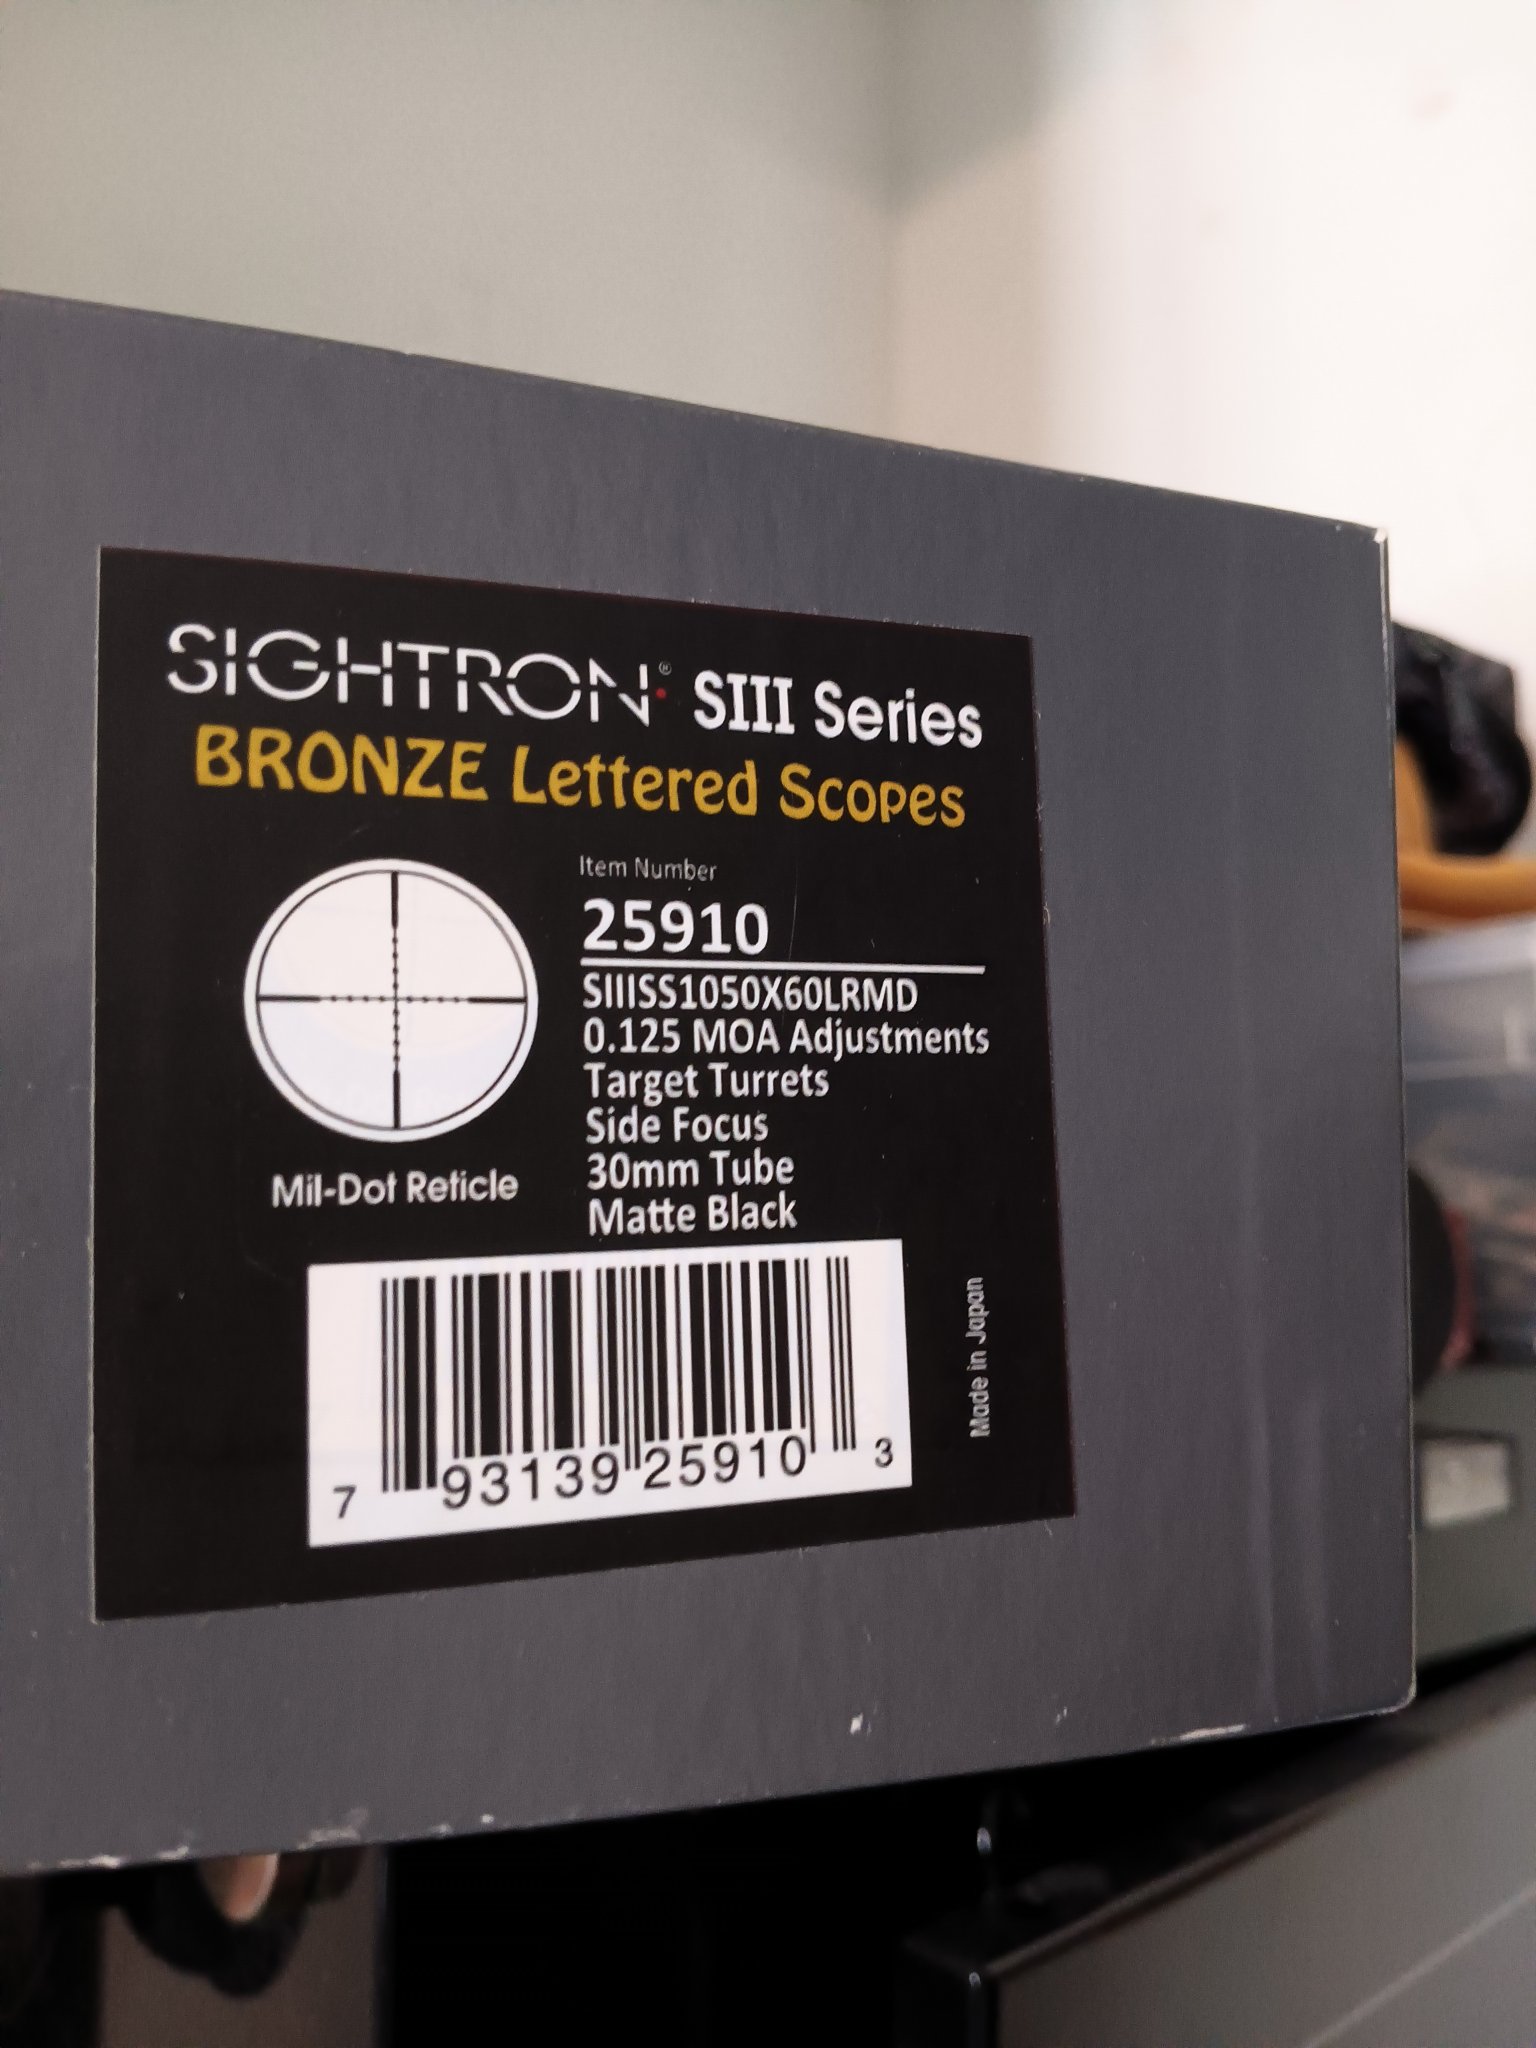 SIGHTRON® SIII Series
BRONZE Lettered Scopes
Item Number
25910
SIIISS1050X60LRMD
0.125 MOA Adjustments
Target Turrets
Side Focus
30mm Tube
Matte Black
Mil-Dot Reticle
7 93139 25910 3
Made in Japan